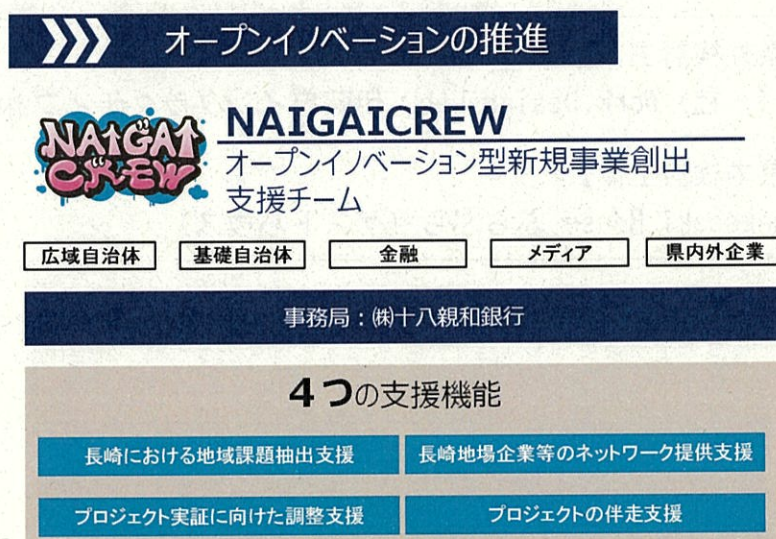 オープンイノベーションの推進
NAIGAI CREW
NAIGAICREW
オープンイノベーション型新規事業創出
支援チーム
広域自治体 基礎自治体 金融 メディア 県内外企業
事務局：㈱十八親和銀行
4つの支援機能
長崎における地域課題抽出支援 長崎地場企業等のネットワーク提供支援
プロジェクト実証に向けた調整支援 プロジェクトの伴走支援